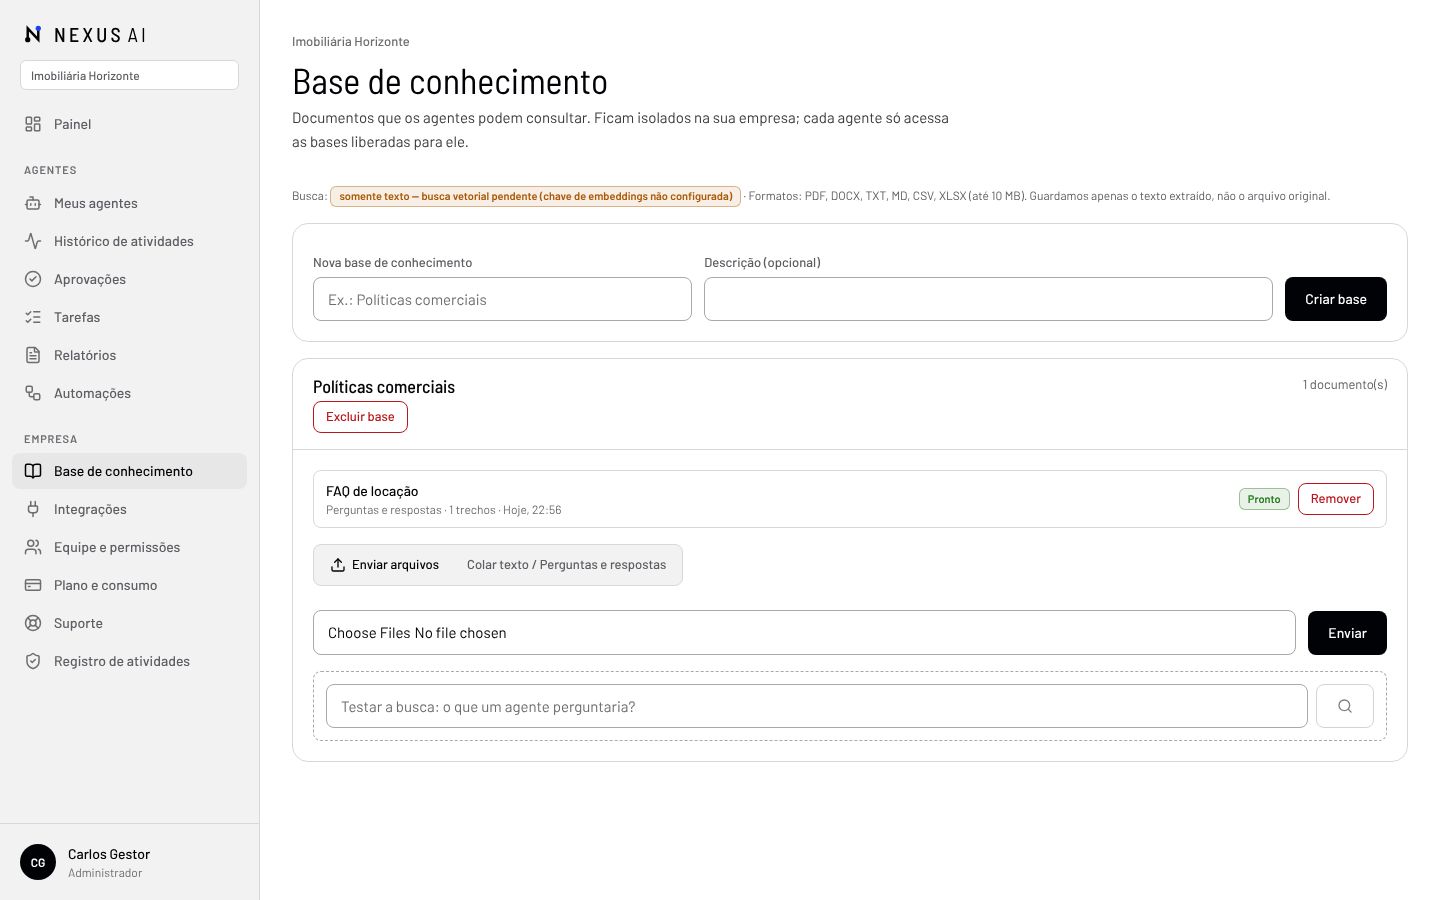 NEXUS AI
Imobiliária Horizonte
Painel
AGENTES
Meus agentes
Histórico de atividades
Aprovações
Tarefas
Relatórios
Automações
EMPRESA
Base de conhecimento
Integrações
Equipe e permissões
Plano e consumo
Suporte
Registro de atividades
CG
Carlos Gestor
Administrador
Imobiliária Horizonte
Base de conhecimento
Documentos que os agentes podem consultar. Ficam isolados na sua empresa; cada agente só acessa
as bases liberadas para ele.
Busca: somente texto — busca vetorial pendente (chave de embeddings não configurada) · Formatos: PDF, DOCX, TXT, MD, CSV, XLSX (até 10 MB). Guardamos apenas o texto extraído, não o arquivo original.
Nova base de conhecimento
Descrição (opcional)
Ex.: Políticas comerciais
Criar base
Políticas comerciais
1 documento(s)
Excluir base
FAQ de locação
Perguntas e respostas · 1 trechos · Hoje, 22:56
Pronto
Remover
Enviar arquivos
Colar texto / Perguntas e respostas
Choose Files No file chosen
Enviar
Testar a busca: o que um agente perguntaria?